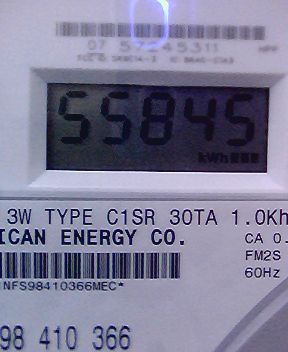 07 57245311
55845
kWh
3W TYPE C1SR 30TA 1.0Kh
ICAN ENERGY CO.
CA 0.
FM2S
60Hz
NFS98410366MEC*
98 410 366